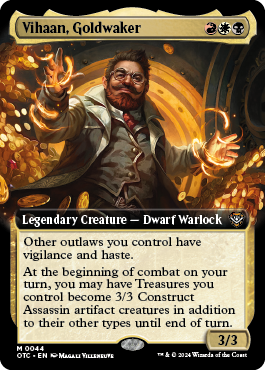 Vihaan, Goldwaker
Legendary Creature — Dwarf Warlock
Other outlaws you control have
vigilance and haste.
At the beginning of combat on
your turn, you may have Treasures you
control become 3/3 Construct
Assassin artifact creatures in addition
to their other types until end of turn.
3/3
M 0044
OTC • EN Magali Villeneuve
™ & © 2024 Wizards of the Coast